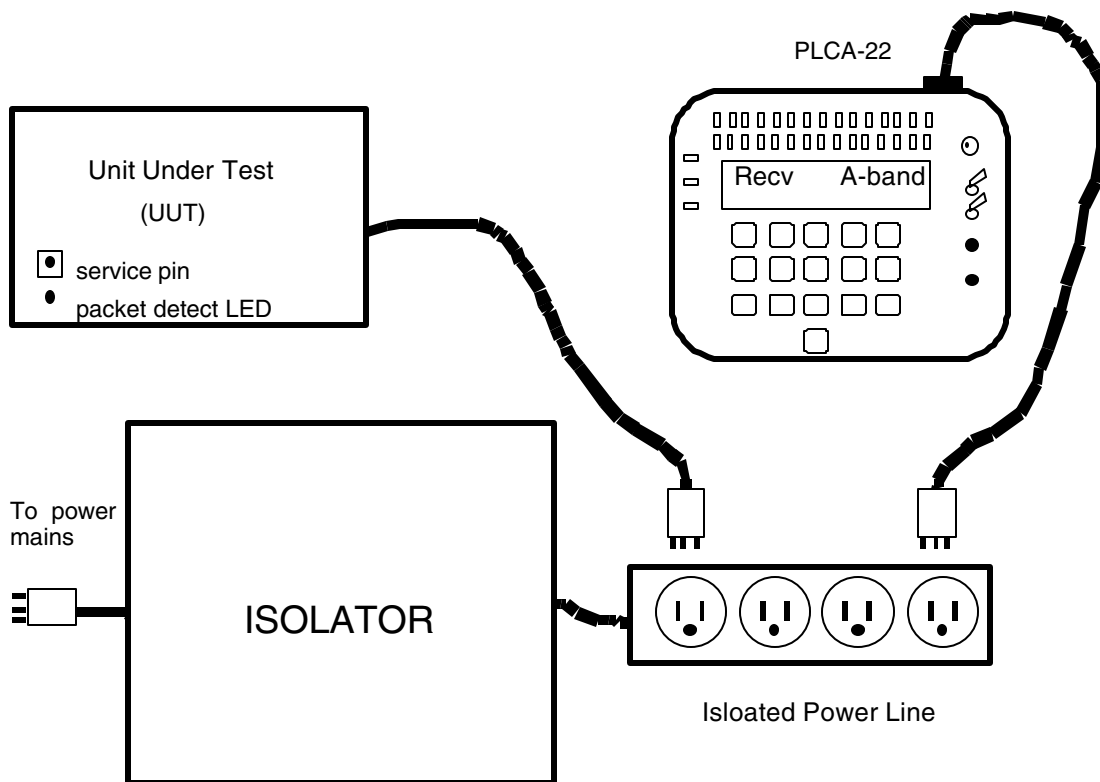 PLCA-22
Unit Under Test
(UUT)
service pin
packet detect LED
Recv A-band
To power
mains
ISOLATOR
Isloated Power Line